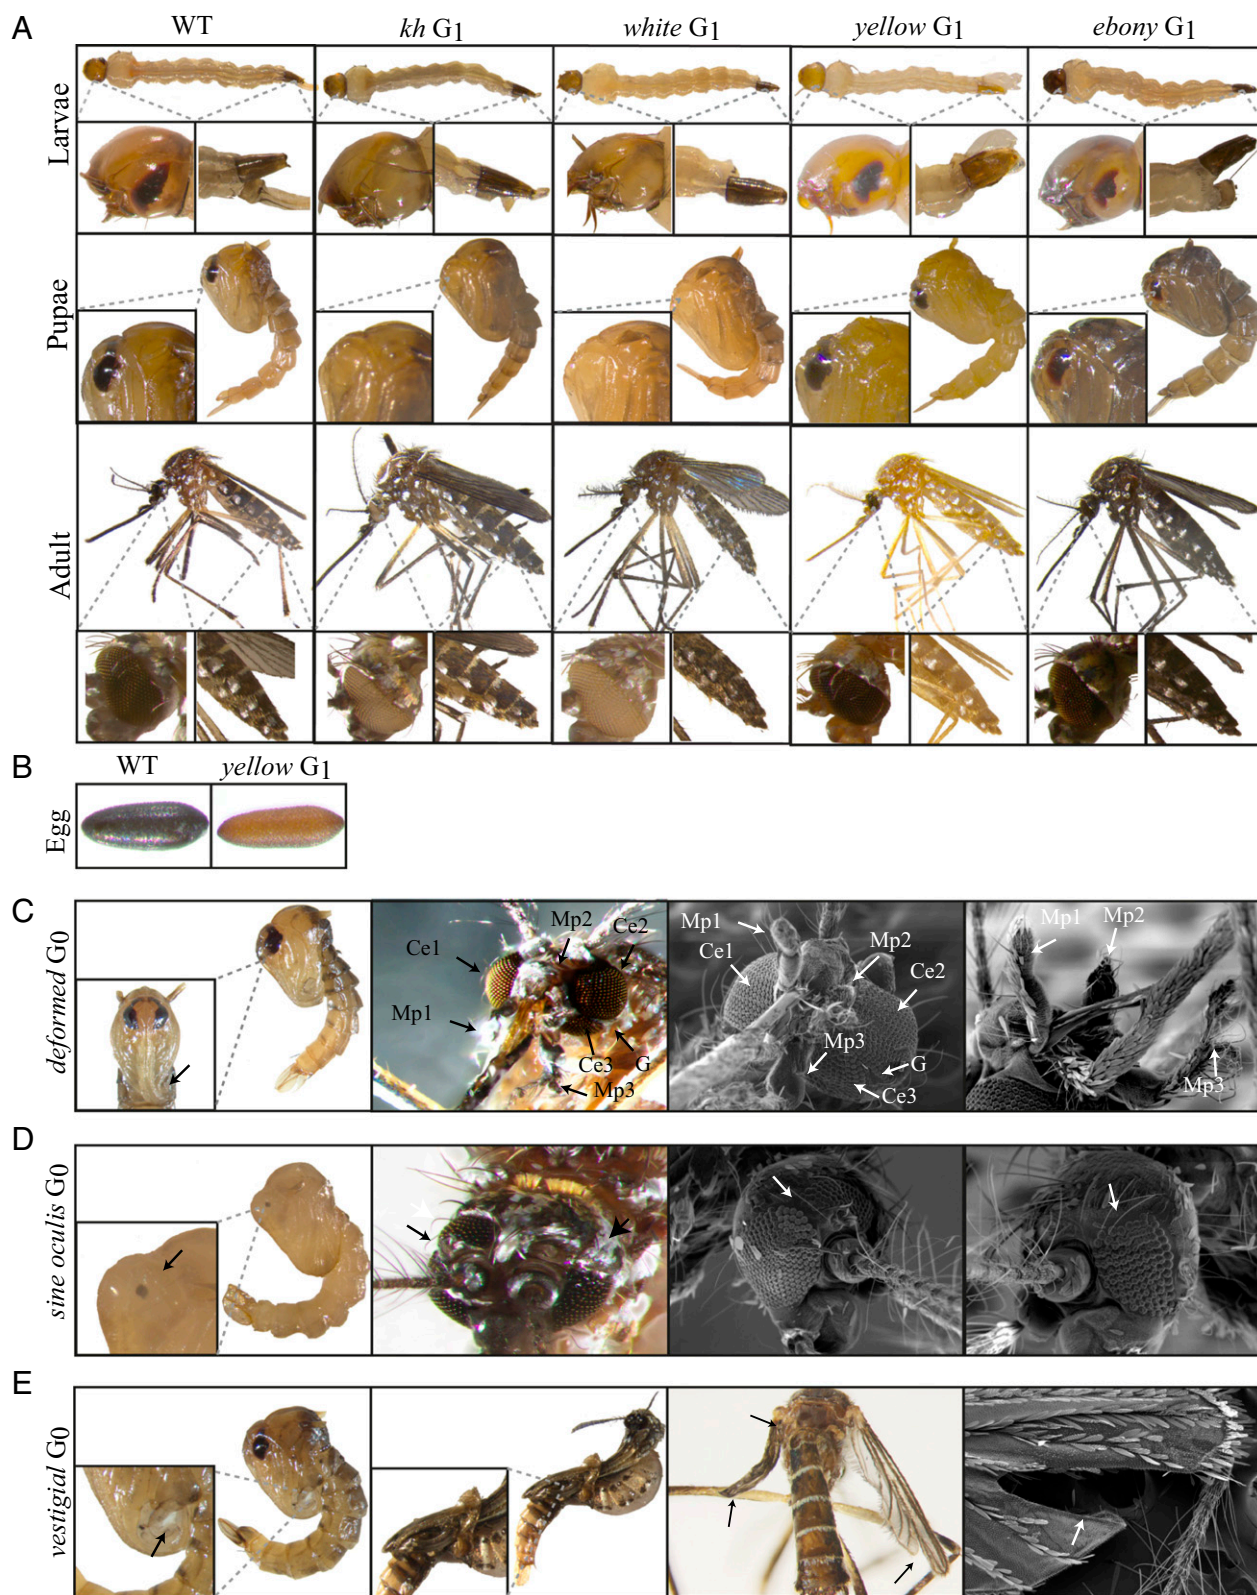 A
WT kh G1 white G1 yellow G1 ebony G1
Larvae
Pupae
Adult
B
WT yellow G1
Egg
C
deformed G0
Ce1 Mp2 Ce2
Mp1
Ce3 G
Mp3
Mp1
Ce1 Mp2
Ce2
Mp3
G
Ce3
Mp1 Mp2
Mp3
D
sine oculis G0
E
vestigial G0